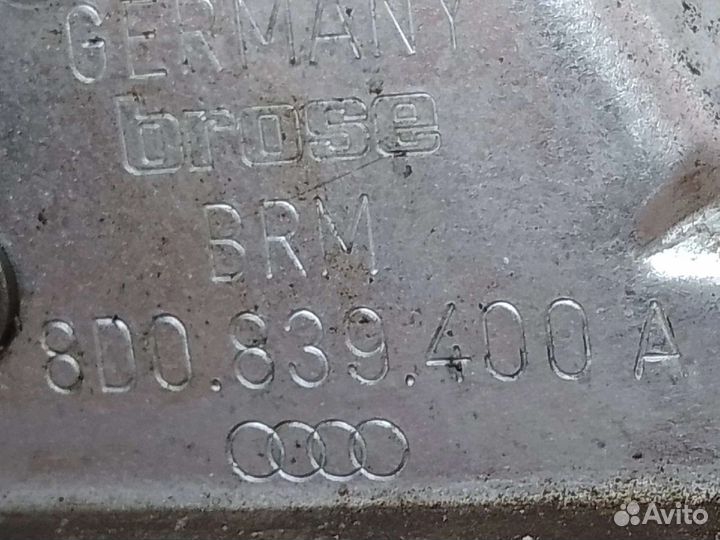 GERMANY
brose
BRM
8D0.839.400 A
Avito